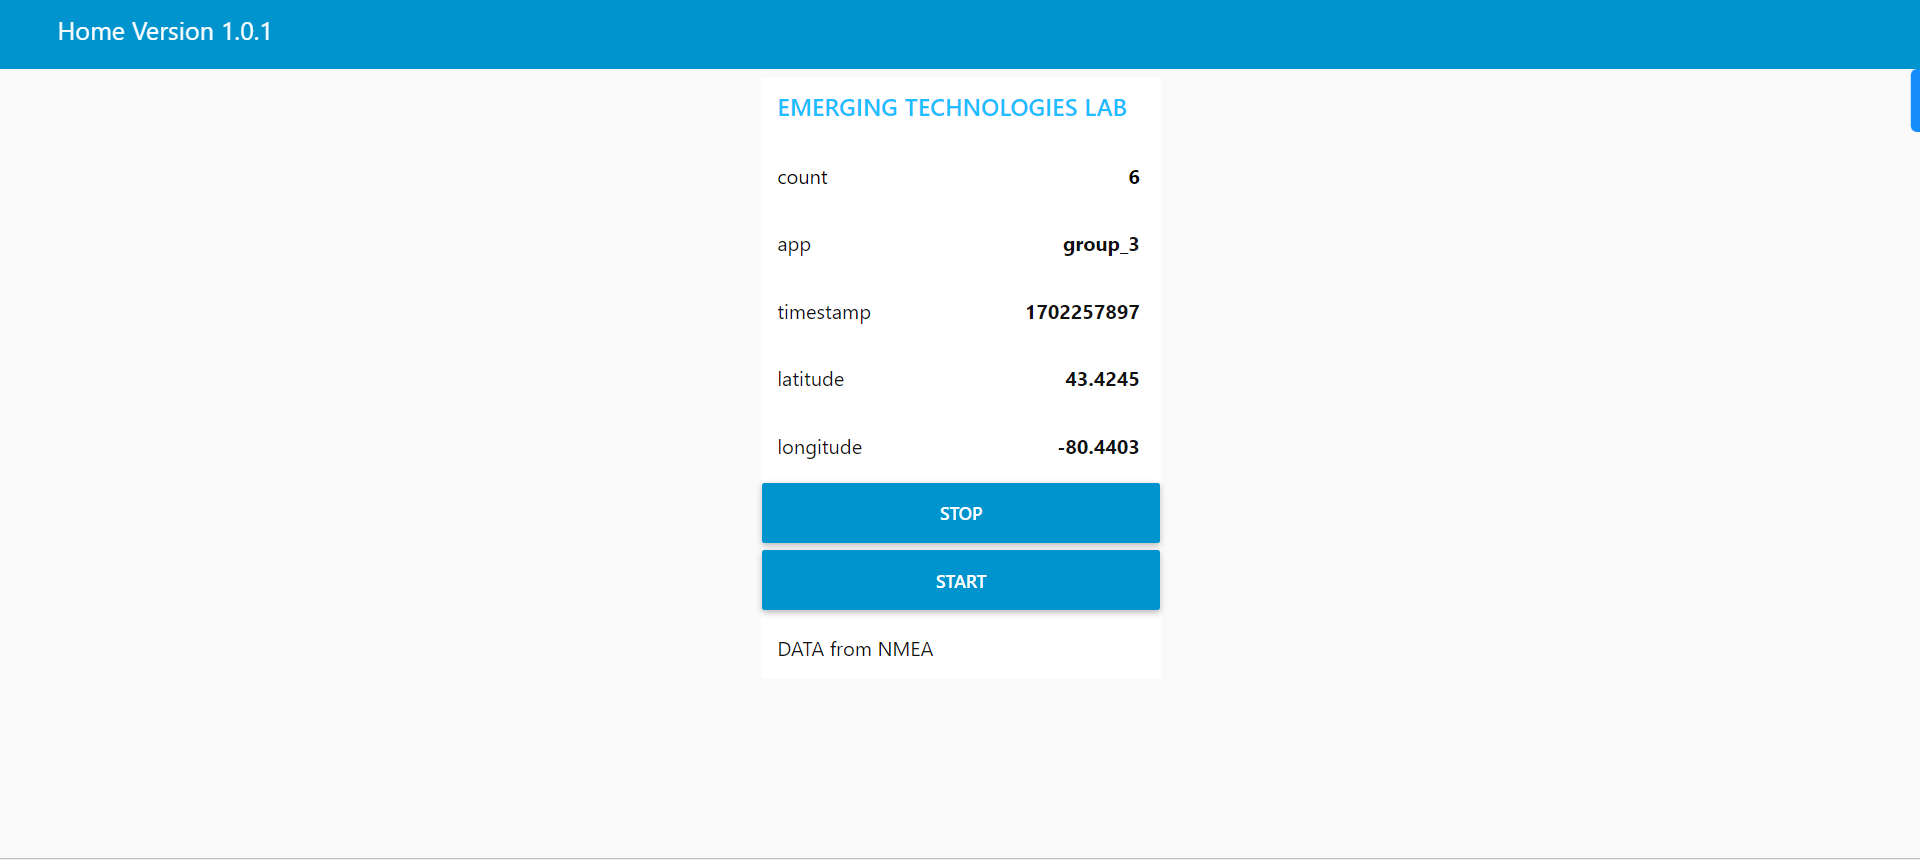 Home Version 1.0.1
EMERGING TECHNOLOGIES LAB
count 6
app group_3
timestamp 1702257897
latitude 43.4245
longitude -80.4403
STOP
START
DATA from NMEA